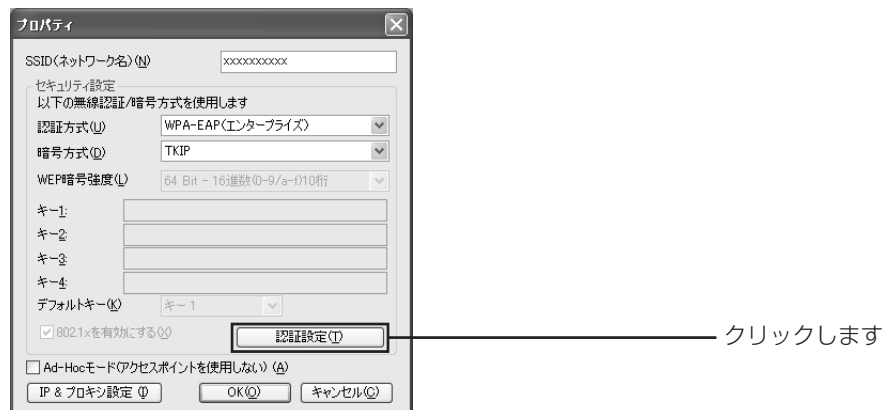 プロパティ
SSID(ネットワーク名)(N) xxxxxxxxxx
セキュリティ設定
以下の無線認証/暗号方式を使用します
認証方式(U) WPA-EAP(エンタープライズ)
暗号方式(D) TKIP
WEP暗号強度(L) 64 Bit - 16進数(0-9/a-f)10桁
キー1:
キー2:
キー3:
キー4:
デフォルトキー(K) キー 1
802.1xを有効にする(X) 認証設定(T) クリックします
Ad-Hocモード(アクセスポイントを使用しない) (A)
IP & プロキシ設定 (I) OK(O) キャンセル(C)